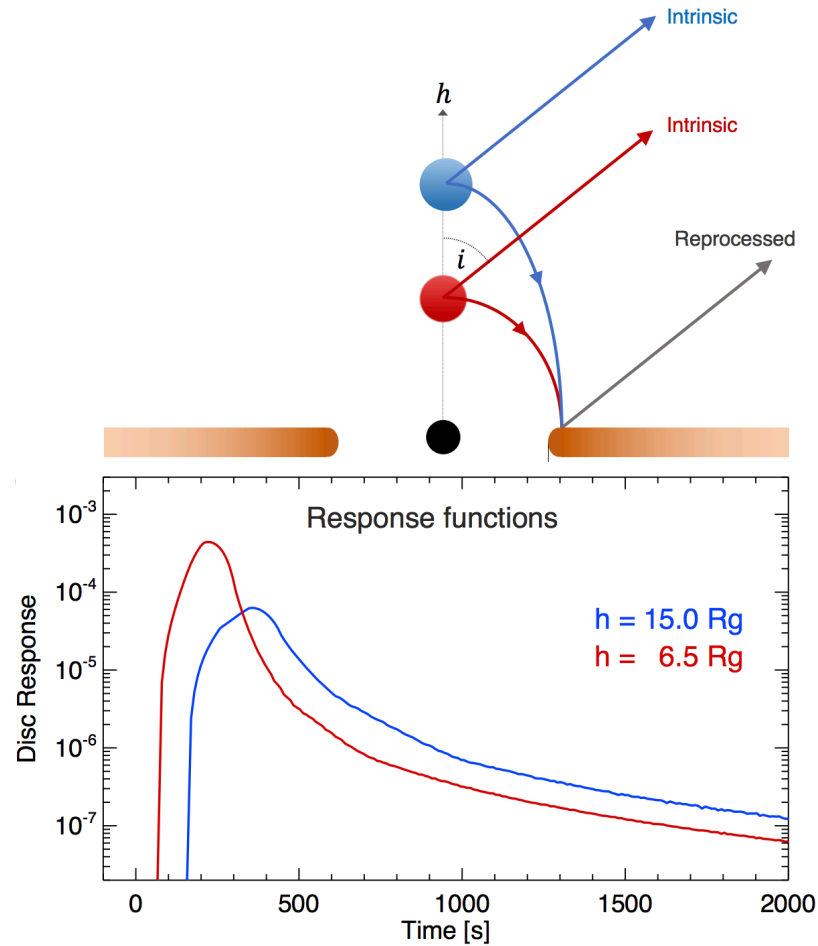 Intrinsic
h
Intrinsic
i
Reprocessed
Response functions
10^-3
10^-4
10^-5
10^-6
10^-7
Disc Response
h = 15.0 Rg
h = 6.5 Rg
0 500 1000 1500 2000
Time [s]